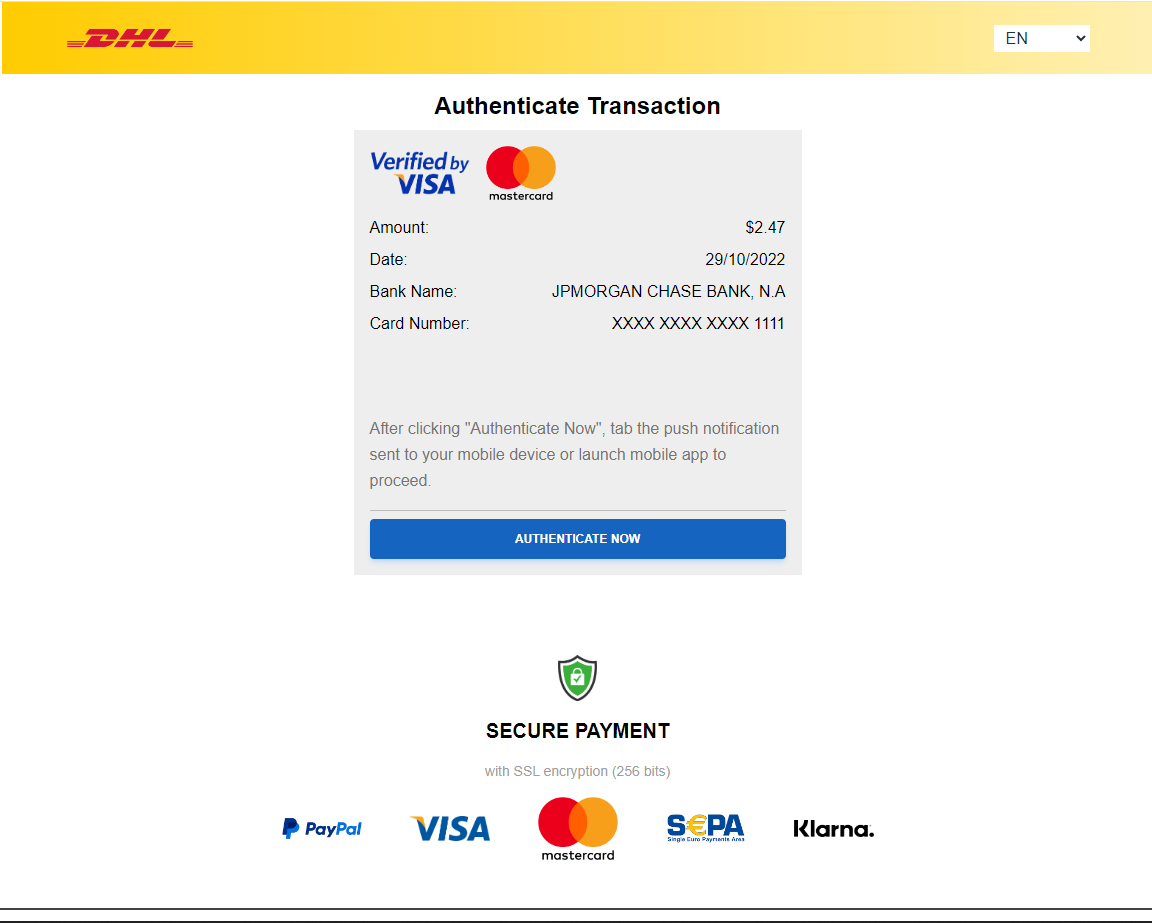 DHL
EN
Authenticate Transaction
Verified by
VISA
mastercard
Amount: $2.47
Date: 29/10/2022
Bank Name: JPMORGAN CHASE BANK, N.A
Card Number: XXXX XXXX XXXX 1111
After clicking "Authenticate Now", tab the push notification
sent to your mobile device or launch mobile app to
proceed.
AUTHENTICATE NOW
SECURE PAYMENT
with SSL encryption (256 bits)
PayPal VISA mastercard S€PA Klarna.
Single Euro Payments Area